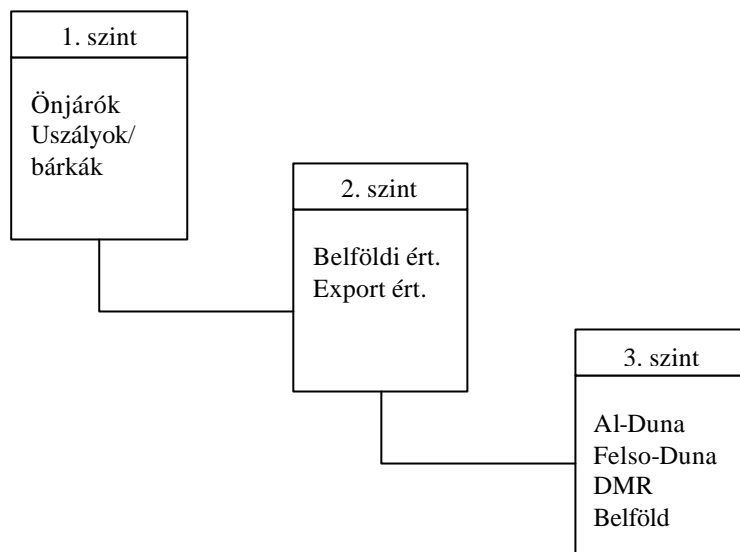 1. szint
Önjárók
Uszályok/
bárkák
2. szint
Belföldi ért.
Export ért.
3. szint
Al-Duna
Felso-Duna
DMR
Belföld